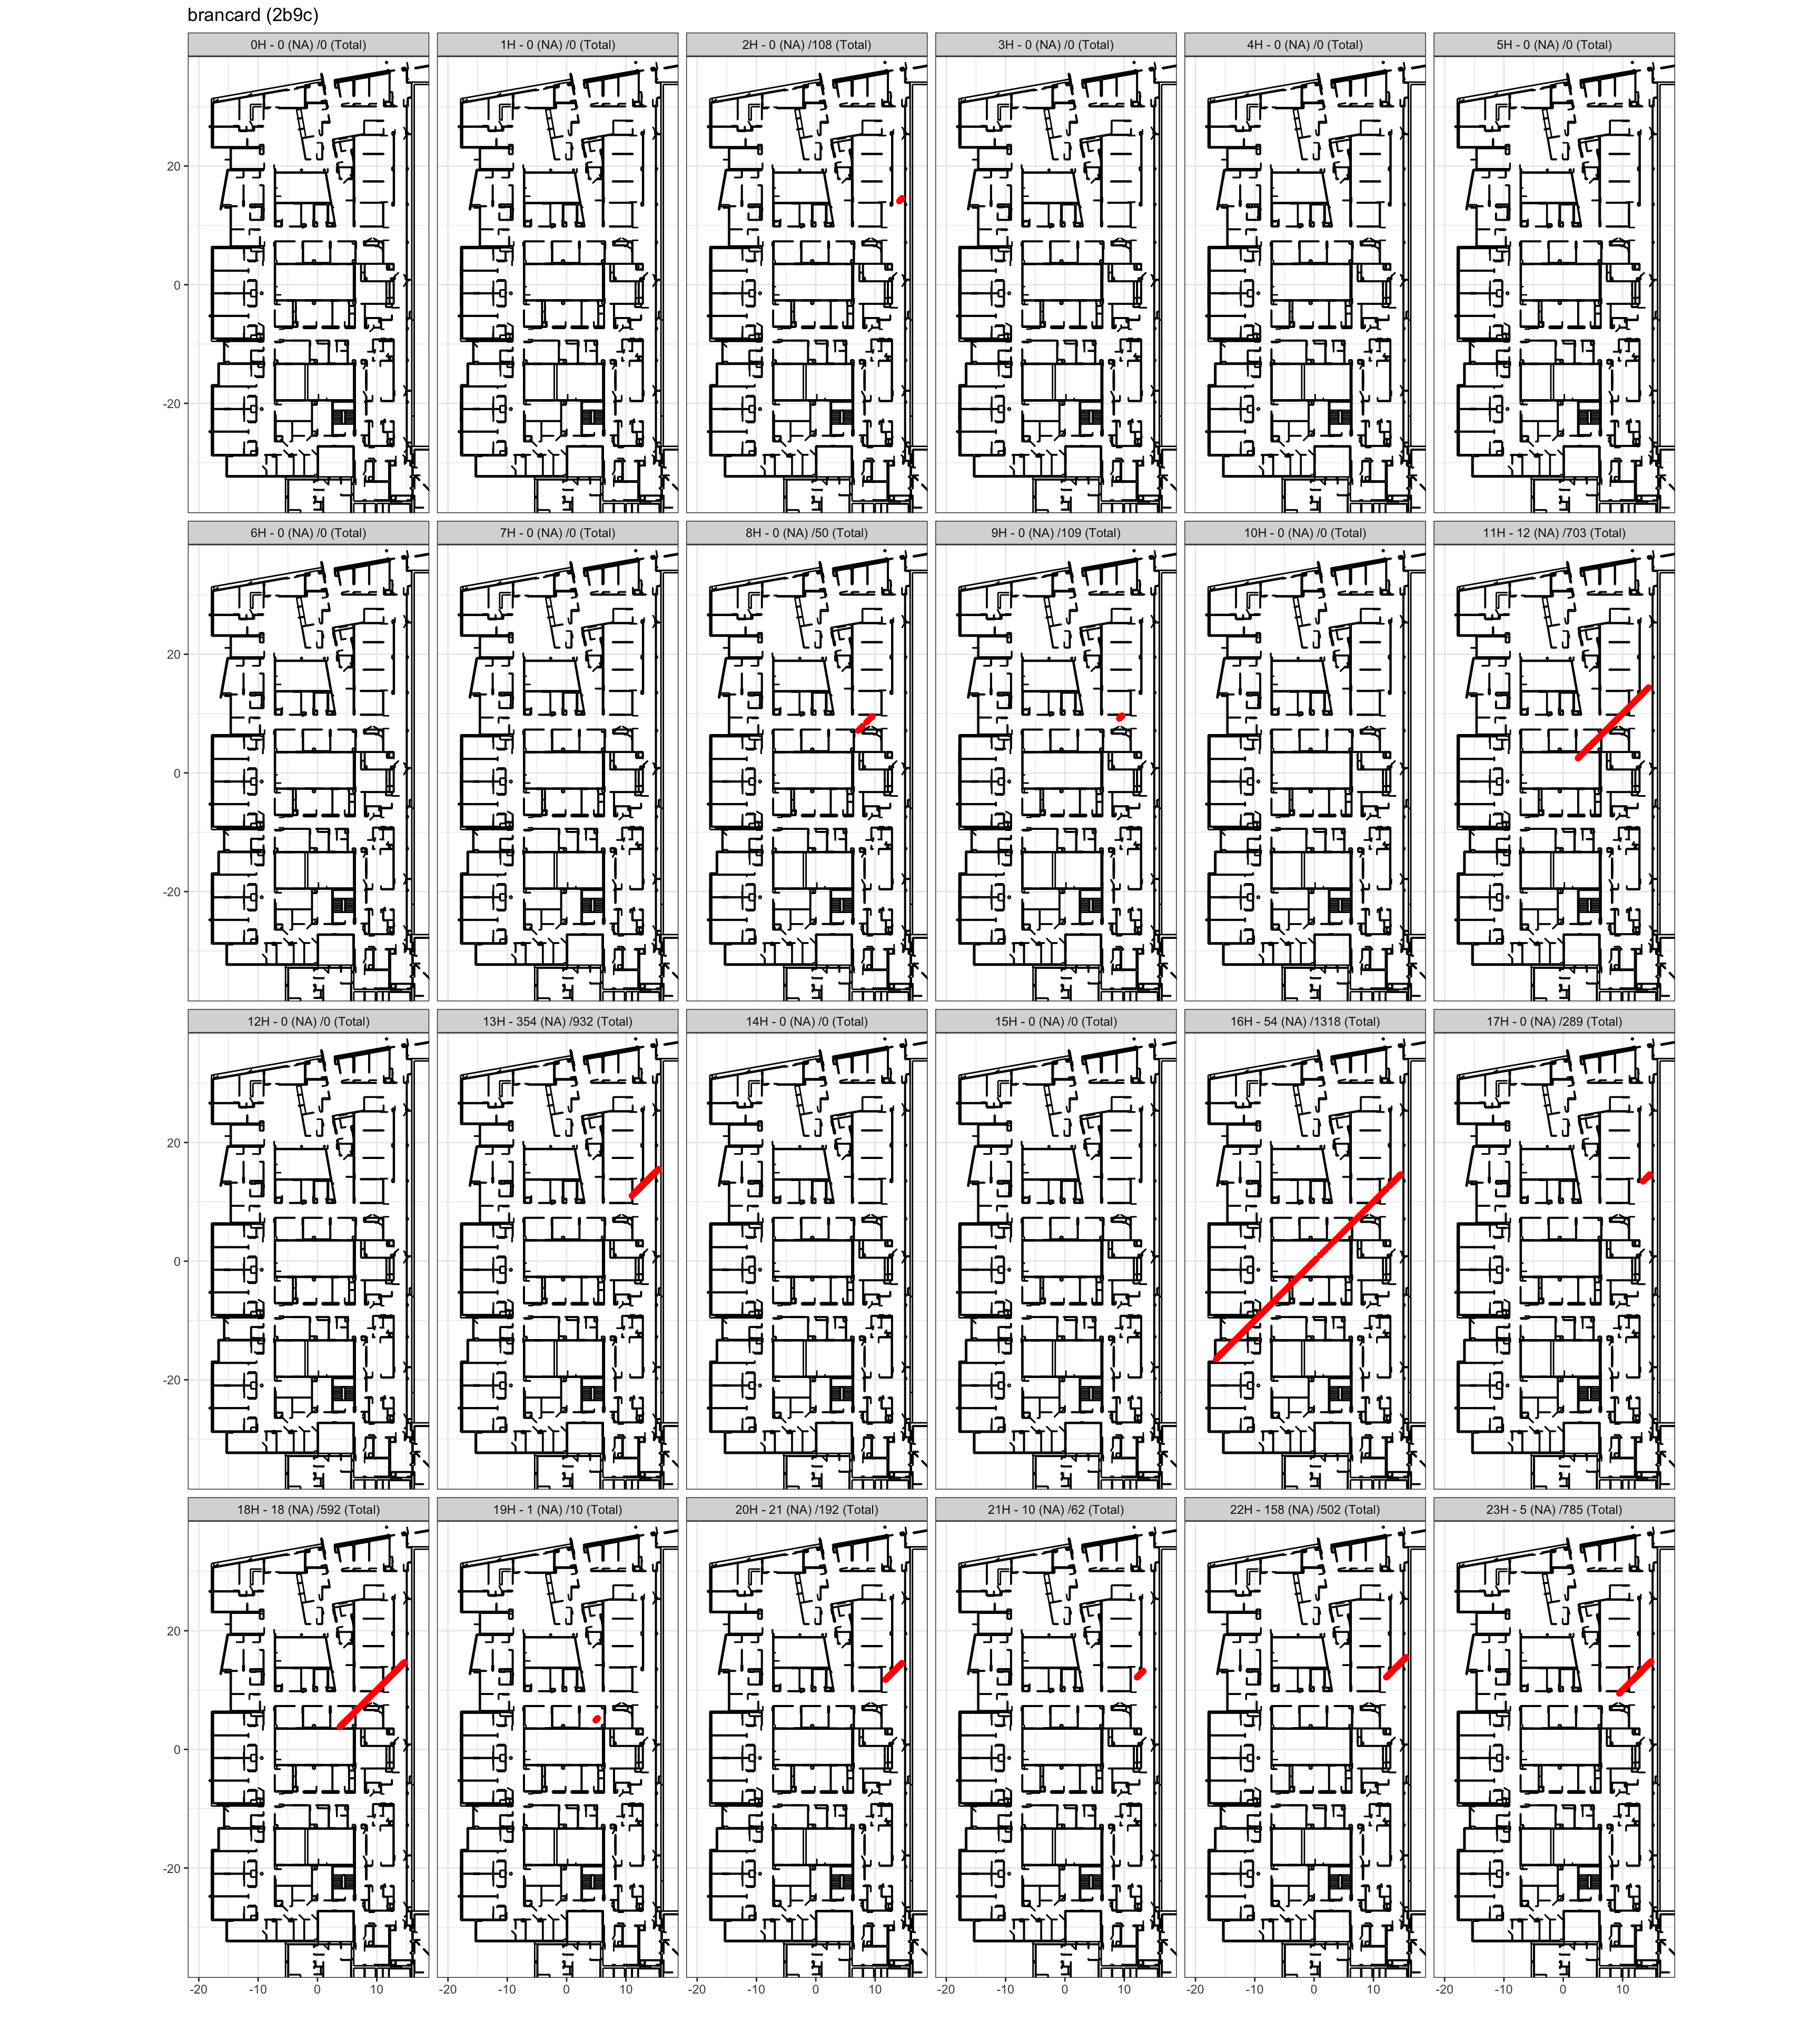 brancard (2b9c)
0H - 0 (NA) /0 (Total)
1H - 0 (NA) /0 (Total)
2H - 0 (NA) /108 (Total)
3H - 0 (NA) /0 (Total)
4H - 0 (NA) /0 (Total)
5H - 0 (NA) /0 (Total)
20
0
-20
6H - 0 (NA) /0 (Total)
7H - 0 (NA) /0 (Total)
8H - 0 (NA) /50 (Total)
9H - 0 (NA) /109 (Total)
10H - 0 (NA) /0 (Total)
11H - 12 (NA) /703 (Total)
20
0
-20
12H - 0 (NA) /0 (Total)
13H - 354 (NA) /932 (Total)
14H - 0 (NA) /0 (Total)
15H - 0 (NA) /0 (Total)
16H - 54 (NA) /1318 (Total)
17H - 0 (NA) /289 (Total)
20
0
-20
18H - 18 (NA) /592 (Total)
19H - 1 (NA) /10 (Total)
20H - 21 (NA) /192 (Total)
21H - 10 (NA) /62 (Total)
22H - 158 (NA) /502 (Total)
23H - 5 (NA) /785 (Total)
20
0
-20
-20 -10 0 10
-20 -10 0 10
-20 -10 0 10
-20 -10 0 10
-20 -10 0 10
-20 -10 0 10